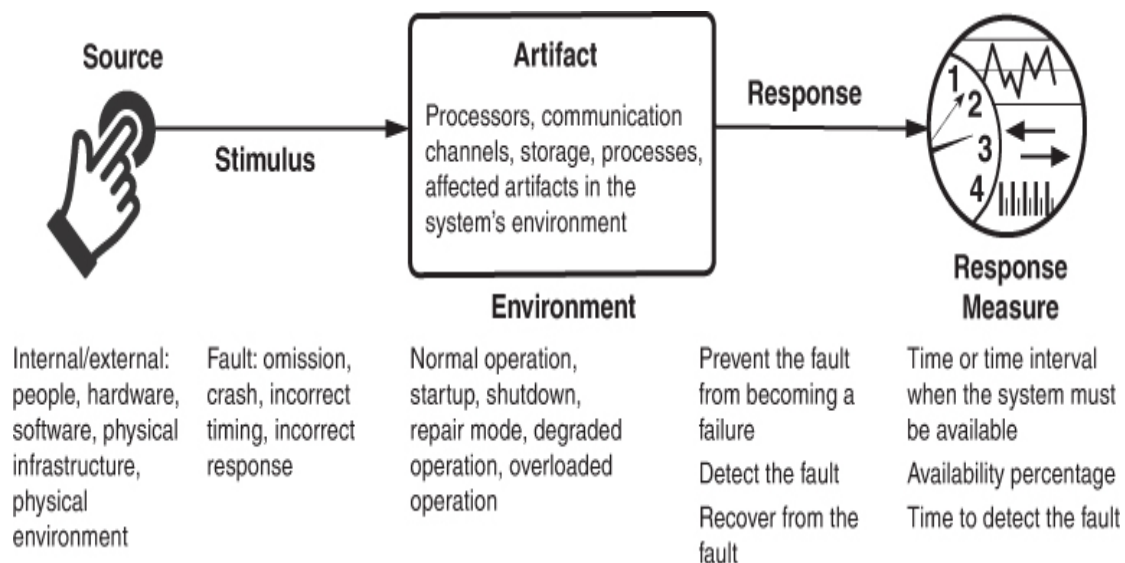 Source
Stimulus
Artifact
Processors, communication
channels, storage, processes,
affected artifacts in the
system's environment
Environment
Response
1
2
3
4
Response
Measure
Internal/external:
people, hardware,
software, physical
infrastructure,
physical
environment
Fault: omission,
crash, incorrect
timing, incorrect
response
Normal operation,
startup, shutdown,
repair mode, degraded
operation, overloaded
operation
Prevent the fault
from becoming a
failure
Detect the fault
Recover from the
fault
Time or time interval
when the system must
be available
Availability percentage
Time to detect the fault